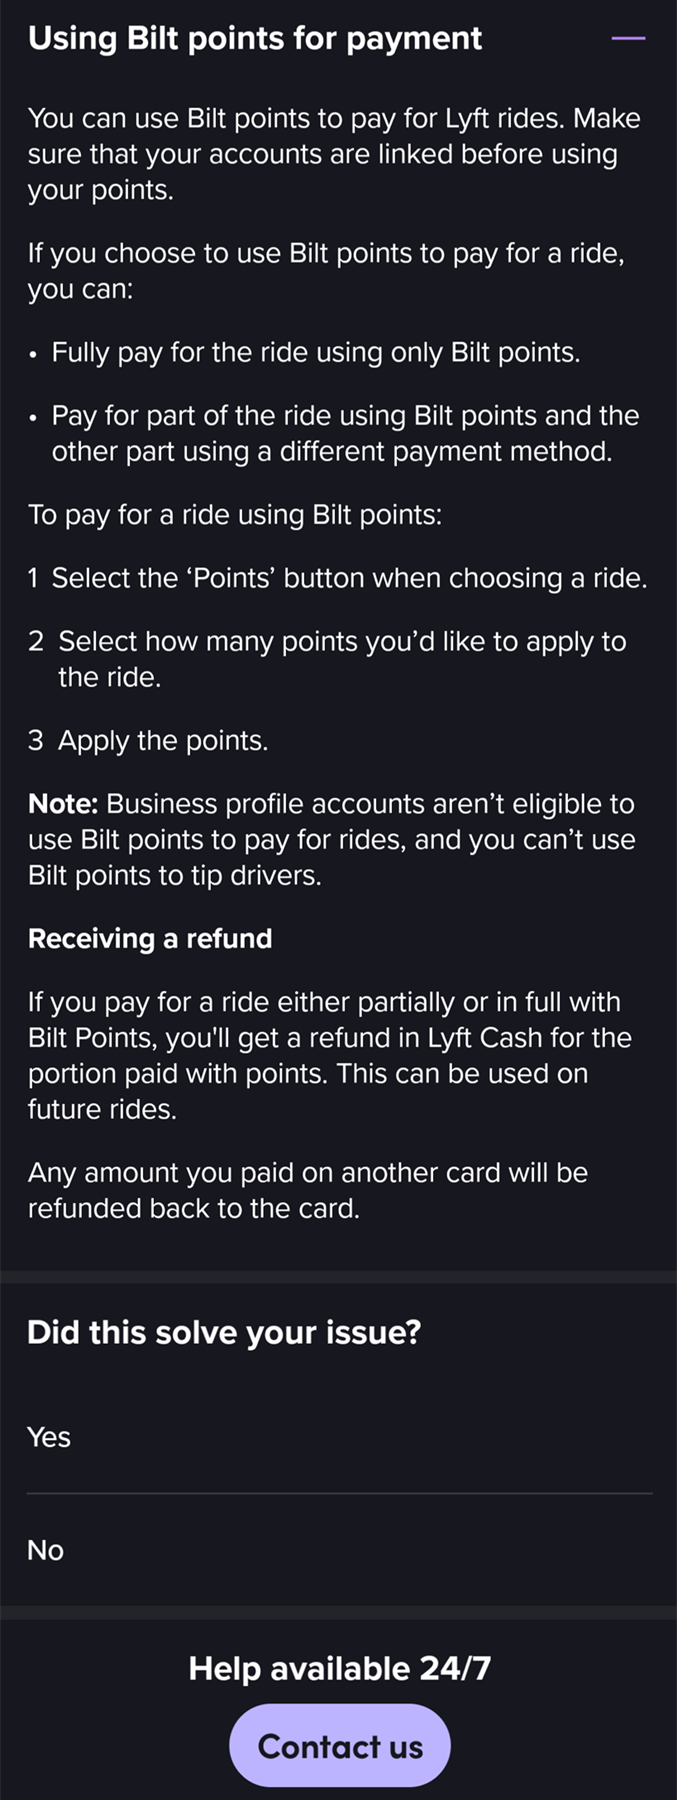 Using Bilt points for payment
You can use Bilt points to pay for Lyft rides. Make
sure that your accounts are linked before using
your points.
If you choose to use Bilt points to pay for a ride,
you can:
• Fully pay for the ride using only Bilt points.
• Pay for part of the ride using Bilt points and the
other part using a different payment method.
To pay for a ride using Bilt points:
1 Select the ‘Points’ button when choosing a ride.
2 Select how many points you’d like to apply to
the ride.
3 Apply the points.
Note: Business profile accounts aren’t eligible to
use Bilt points to pay for rides, and you can’t use
Bilt points to tip drivers.
Receiving a refund
If you pay for a ride either partially or in full with
Bilt Points, you'll get a refund in Lyft Cash for the
portion paid with points. This can be used on
future rides.
Any amount you paid on another card will be
refunded back to the card.
Did this solve your issue?
Yes
No
Help available 24/7
Contact us